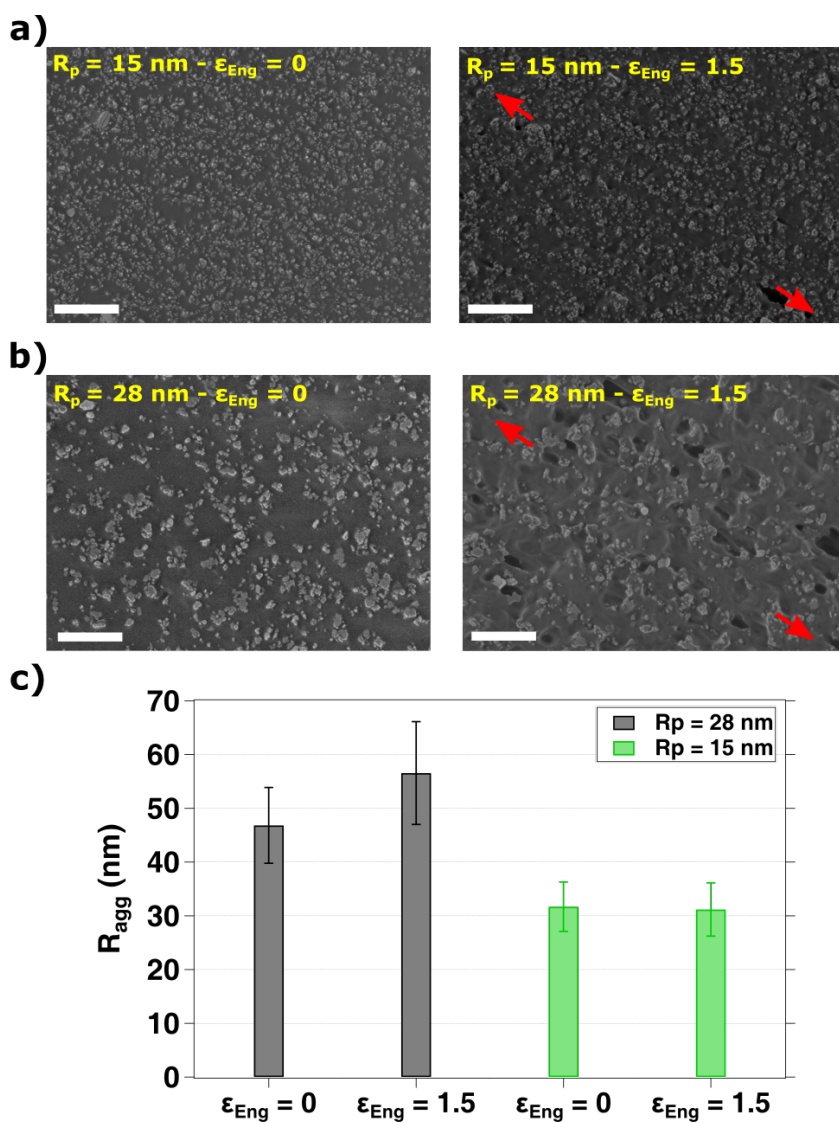 a)
Rp = 15 nm - εEng = 0
Rp = 15 nm - εEng = 1.5
b)
Rp = 28 nm - εEng = 0
Rp = 28 nm - εEng = 1.5
c)
70
60
50
40
30
20
10
0
Ragg (nm)
Rp = 28 nm
Rp = 15 nm
εEng = 0
εEng = 1.5
εEng = 0
εEng = 1.5